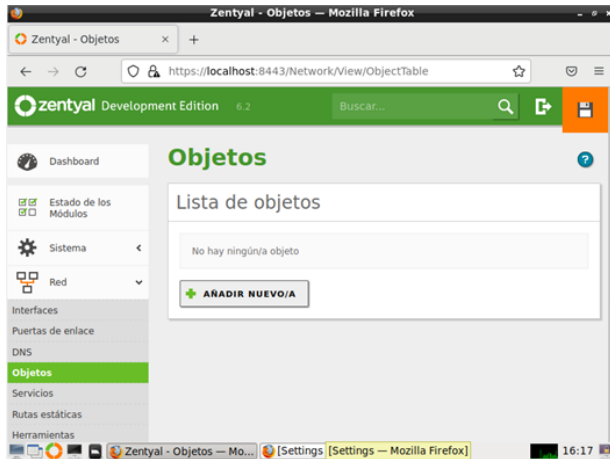 Zentyal - Objetos — Mozilla Firefox
Zentyal - Objetos
https://localhost:8443/Network/View/ObjectTable
zentyal Development Edition 6.2
Buscar...
Dashboard
Objetos
Lista de objetos
Estado de los
Módulos
No hay ningún/a objeto
Sistema
Red
AÑADIR NUEVO/A
Interfaces
Puertas de enlace
DNS
Objetos
Servicios
Rutas estáticas
Herramientas
Zentyal - Objetos — Mo... [Settings [Settings — Mozilla Firefox] 16:17